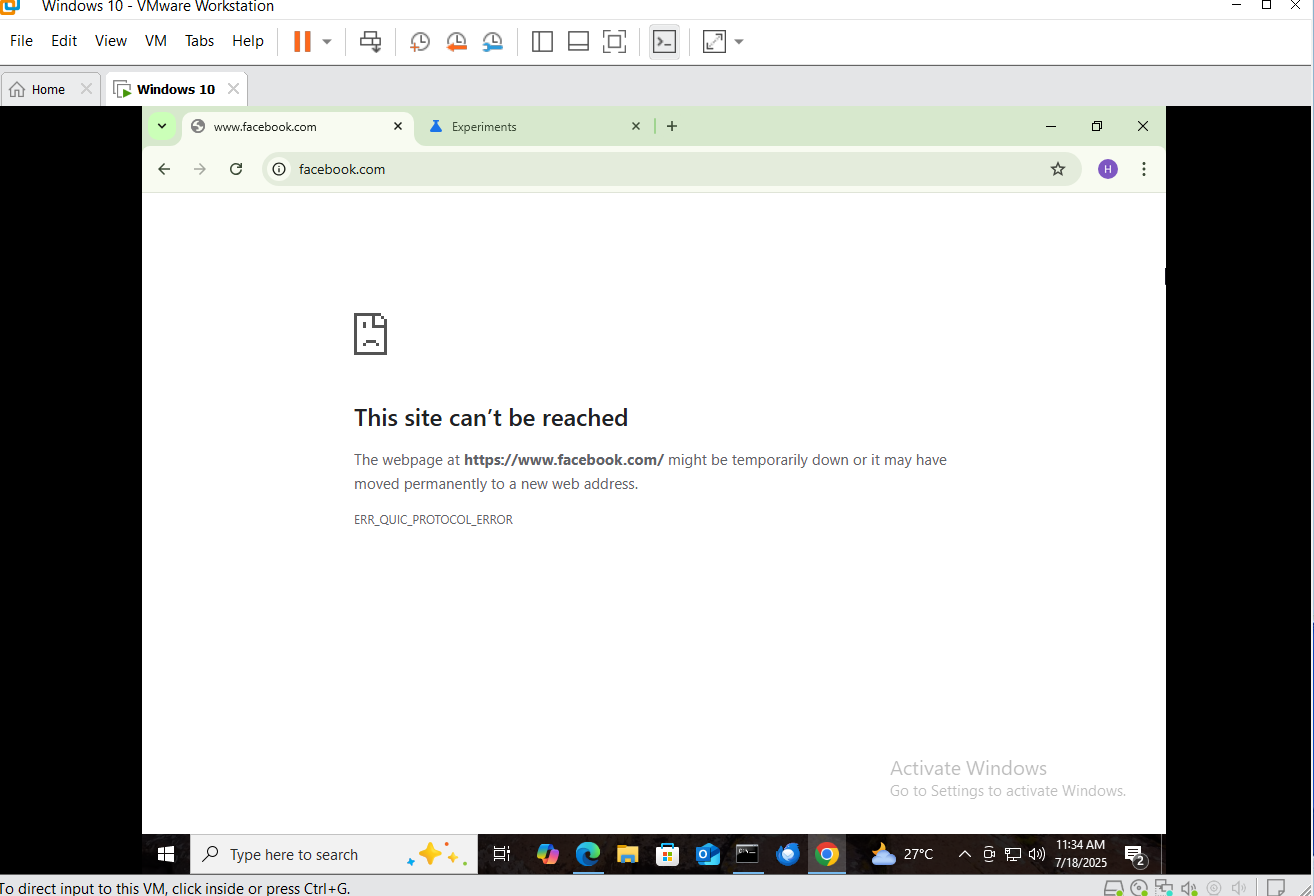 Windows 10 - VMware Workstation
File Edit View VM Tabs Help
Home
Windows 10
www.facebook.com
Experiments
facebook.com
H
This site can’t be reached
The webpage at https://www.facebook.com/ might be temporarily down or it may have
moved permanently to a new web address.
ERR_QUIC_PROTOCOL_ERROR
Activate Windows
Go to Settings to activate Windows.
Type here to search
27°C
11:34 AM
7/18/2025
2
To direct input to this VM, click inside or press Ctrl+G.